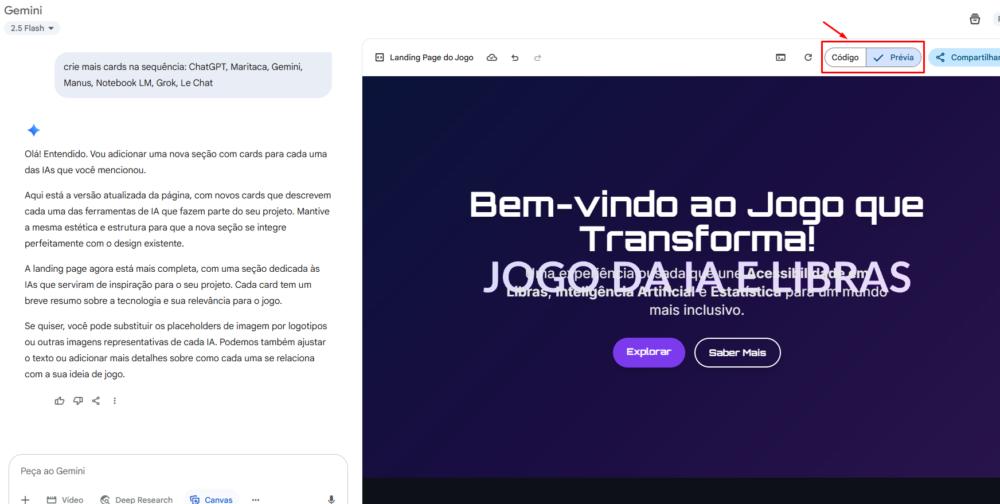 Gemini
2.5 Flash
crie mais cards na sequência: ChatGPT, Maritaca, Gemini,
Manus, Notebook LM, Grok, Le Chat
Olá! Entendido. Vou adicionar uma nova seção com cards para cada uma
das IAs que você mencionou.
Aqui está a versão atualizada da página, com novos cards que descrevem
cada uma das ferramentas de IA que fazem parte do seu projeto. Mantive
a mesma estética e estrutura para que a nova seção se integre
perfeitamente com o design existente.
A landing page agora está mais completa, com uma seção dedicada às
IAs que serviram de inspiração para o seu projeto. Cada card tem um
breve resumo sobre a tecnologia e sua relevância para o jogo.
Se quiser, você pode substituir os placeholders de imagem por logotipos
ou outras imagens representativas de cada IA. Podemos também ajustar
o texto ou adicionar mais detalhes sobre como cada uma se relaciona
com a sua ideia de jogo.
Peça ao Gemini
Vídeo
Deep Research
Canvas
Landing Page do Jogo
Código
Prévia
Compartilhar
Bem-vindo ao Jogo que
Transforma!
JOGO DA IA E LIBRAS
Uma experiência ousada que une Acessibilidade em
Libras, Inteligência Artificial e Estatística para um mundo
mais inclusivo.
Explorar
Saber Mais